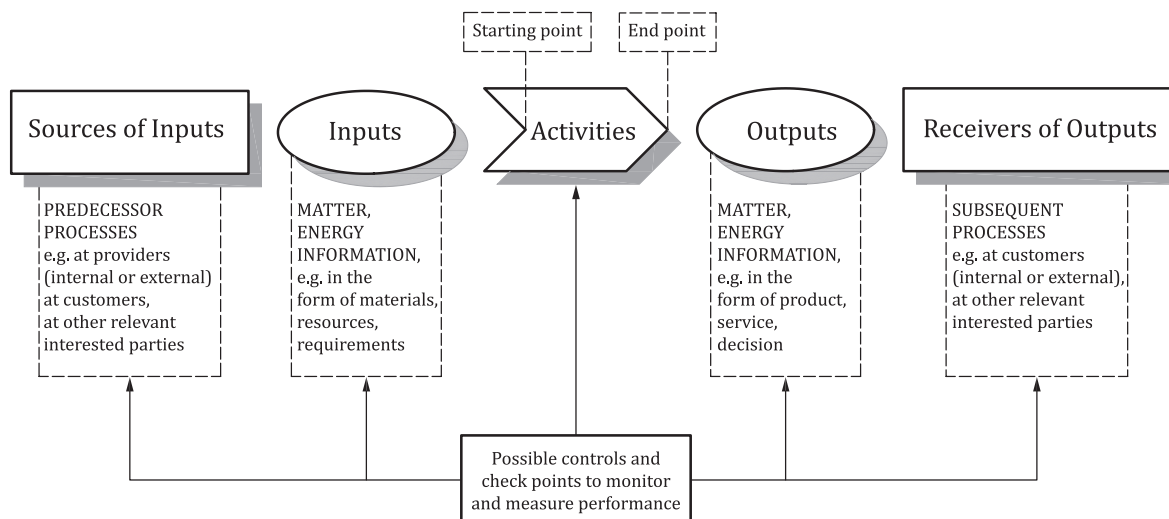 Starting point
End point
Sources of Inputs
Inputs
Activities
Outputs
Receivers of Outputs
PREDECESSOR
PROCESSES
e.g. at providers
(internal or external)
at customers,
at other relevant
interested parties
MATTER,
ENERGY
INFORMATION,
e.g. in the
form of materials,
resources,
requirements
MATTER,
ENERGY
INFORMATION,
e.g. in the
form of product,
service,
decision
SUBSEQUENT
PROCESSES
e.g. at customers
(internal or external),
at other relevant
interested parties
Possible controls and
check points to monitor
and measure performance